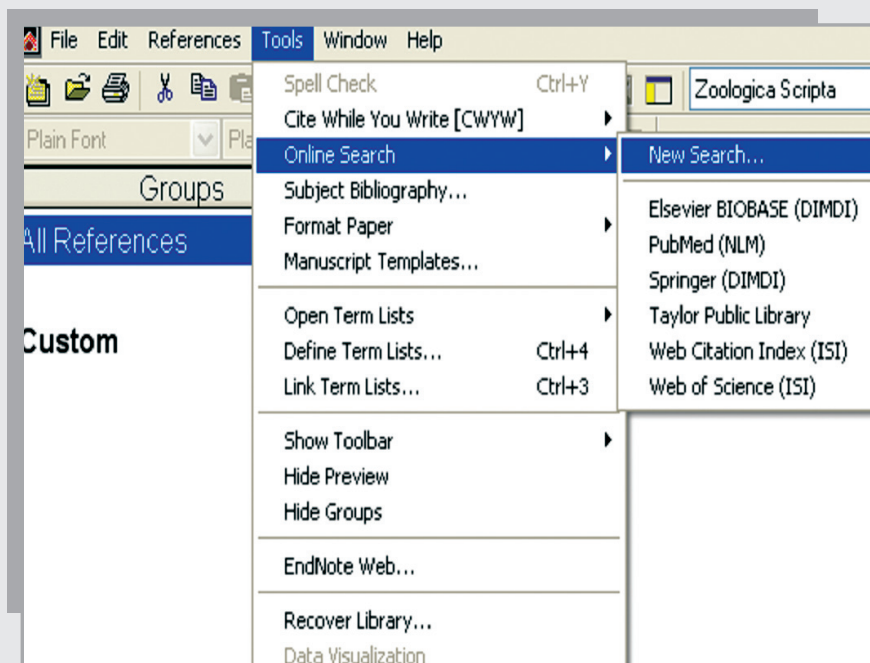 File Edit References Tools Window Help
Zoologica Scripta
Plain Font
Groups
All References
Custom
Spell Check Ctrl+Y
Cite While You Write [CWYW]
Online Search
Subject Bibliography...
Format Paper
Manuscript Templates...
Open Term Lists
Define Term Lists... Ctrl+4
Link Term Lists... Ctrl+3
Show Toolbar
Hide Preview
Hide Groups
EndNote Web...
Recover Library...
Data Visualization
New Search...
Elsevier BIOBASE (DIMDI)
PubMed (NLM)
Springer (DIMDI)
Taylor Public Library
Web Citation Index (ISI)
Web of Science (ISI)